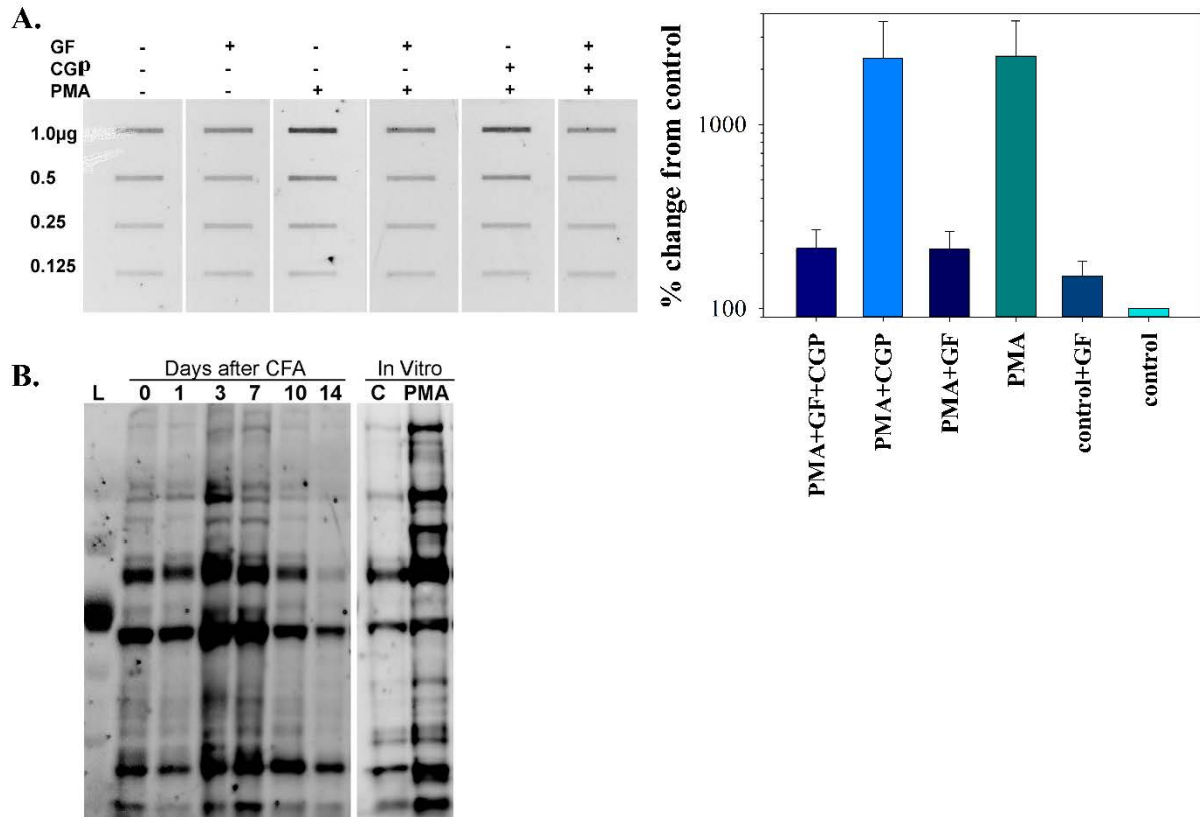 A.
GF - + - + - +
CGP - - - - + +
PMA - - + + + +
1.0µg
0.5
0.25
0.125
% change from control
1000
100
PMA+GF+CGP
PMA+CGP
PMA+GF
PMA
control+GF
control
B.
Days after CFA
In Vitro
L 0 1 3 7 10 14 C PMA